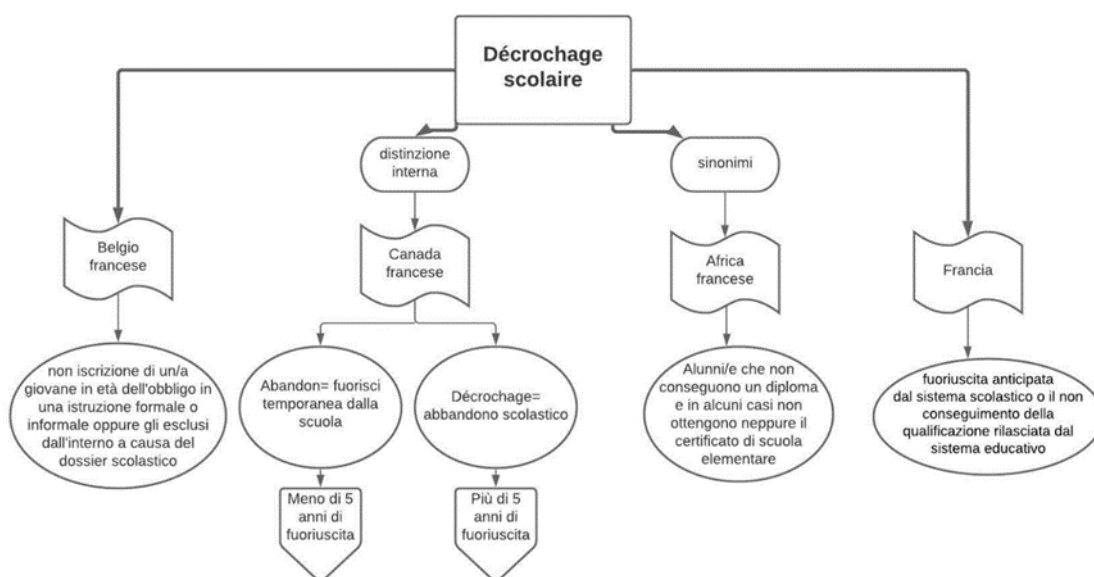 Décrochage
scolaire
distinzione
interna
sinonimi
Belgio
francese
Canada
francese
Africa
francese
Francia
non iscrizione di un/a
giovane in età dell'obbligo in
una istruzione formale o
informale oppure gli esclusi
dall'interno a causa del
dossier scolastico
Abandon= fuorisci
temporanea dalla
scuola
Décrochage=
abbandono scolastico
Alunni/e che non
conseguono un diploma
e in alcuni casi non
ottengono neppure il
certificato di scuola
elementare
fuoriuscita anticipata
dal sistema scolastico o il non
conseguimento della
qualificazione rilasciata dal
sistema educativo
Meno di 5
anni di
fuoriuscita
Più di 5
anni di
fuoriuscita